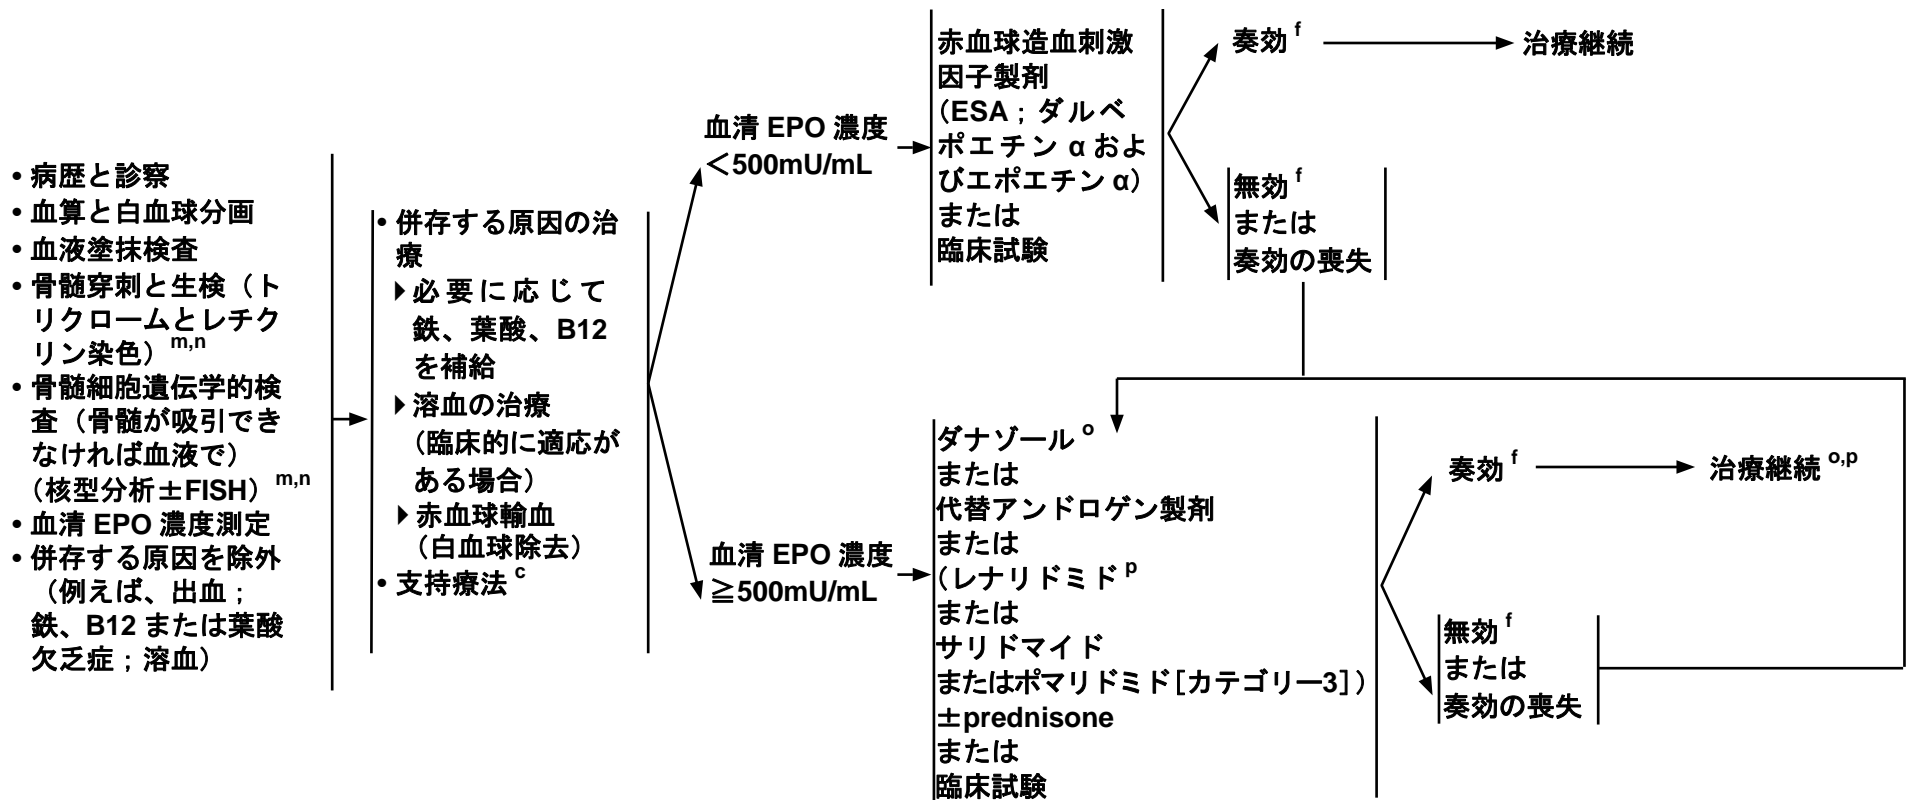 • 病歴と診察
• 血算と白血球分画
• 血液塗抹検査
• 骨髄穿刺と生検（ト
リクロームとレチク
リン染色）m,n
• 骨髄細胞遺伝学的検
査（骨髄が吸引でき
なければ血液で）
（核型分析±FISH）m,n
• 血清 EPO 濃度測定
• 併存する原因を除外
（例えば、出血；
鉄、B12 または葉酸
欠乏症；溶血）
• 併存する原因の治
療
必要に応じて
鉄、葉酸、B12
を補給
溶血の治療
（臨床的に適応が
ある場合）
赤血球輸血
（白血球除去）
• 支持療法 c
血清 EPO 濃度
＜500mU/mL
赤血球造血刺激
因子製剤
（ESA；ダルベ
ポエチン α およ
びエポエチン α）
または
臨床試験
奏効 f
治療継続
無効 f
または
奏効の喪失
血清 EPO 濃度
≧500mU/mL
ダナゾール o
または
代替アンドロゲン製剤
または
（レナリドミド p
または
サリドマイド
またはポマリドミド［カテゴリー3］）
±prednisone
または
臨床試験
奏効 f
治療継続 o,p
無効 f
または
奏効の喪失